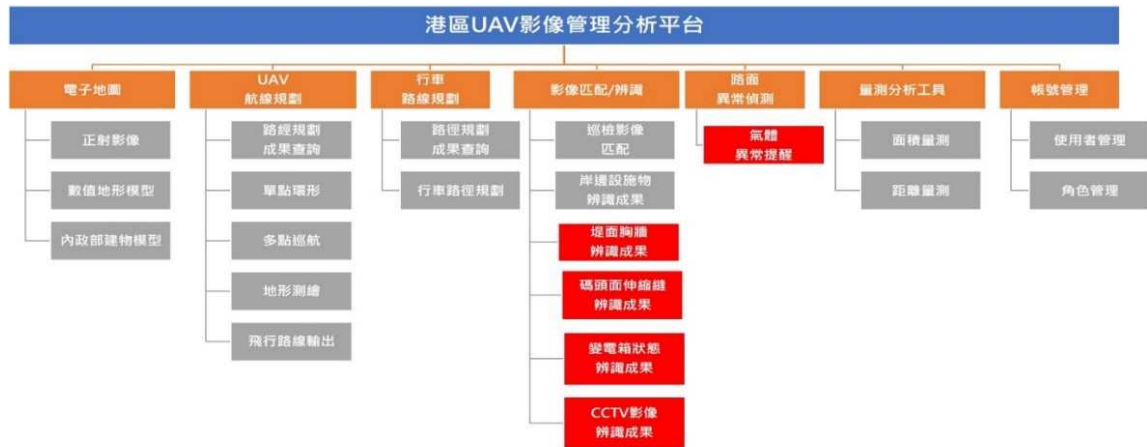 港區UAV影像管理分析平台
電子地圖
正射影像
數值地形模型
內政部建物模型
UAV
航線規劃
路經規劃
成果查詢
單點環形
多點巡航
地形測繪
飛行路線輸出
行車
路線規劃
路徑規劃
成果查詢
行車路徑規劃
影像匹配/辨識
巡檢影像
匹配
岸邊設施物
辨識成果
堤面胸牆
辨識成果
碼頭面伸縮縫
辨識成果
變電箱狀態
辨識成果
CCTV影像
辨識成果
路面
異常偵測
氣體
異常提醒
量測分析工具
面積量測
距離量測
帳號管理
使用者管理
角色管理